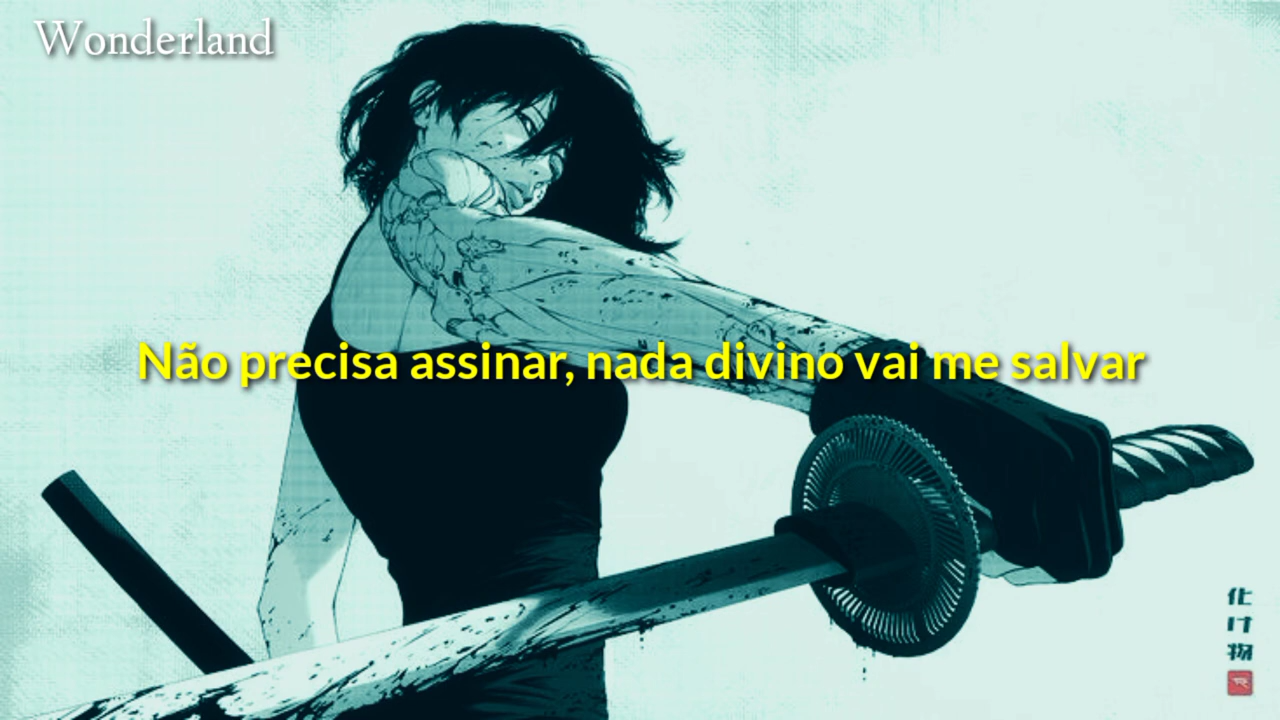 Wonderland
Não precisa assinar, nada divino vai me salvar
化け物